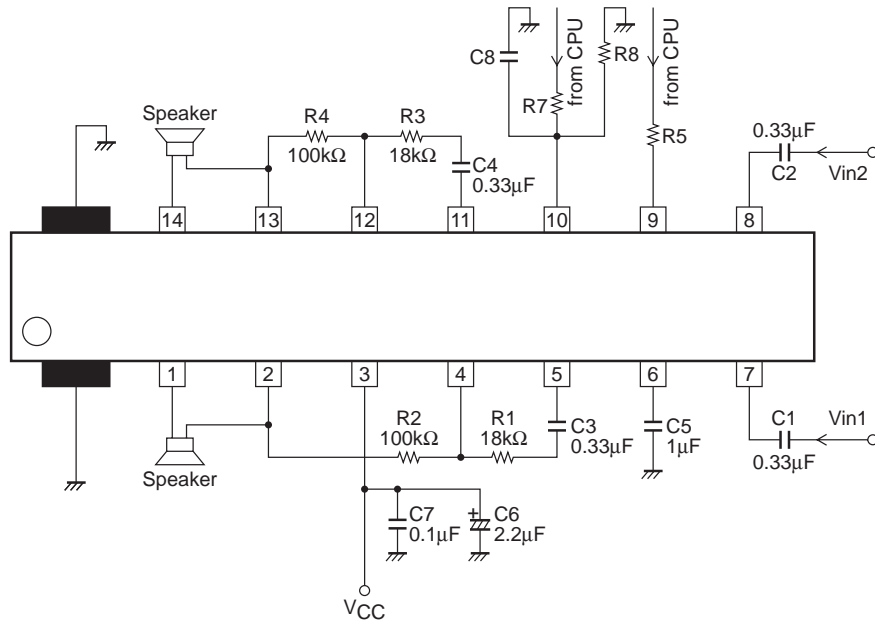 C8
R7
from CPU
R8
from CPU
R5
Speaker
R4
100kΩ
R3
18kΩ
C4
0.33μF
0.33μF
C2
Vin2
14
13
12
11
10
9
8
1
2
3
4
5
6
7
Speaker
R2
100kΩ
R1
18kΩ
C3
0.33μF
C5
1μF
C1
0.33μF
Vin1
C7
0.1μF
+
C6
2.2μF
VCC